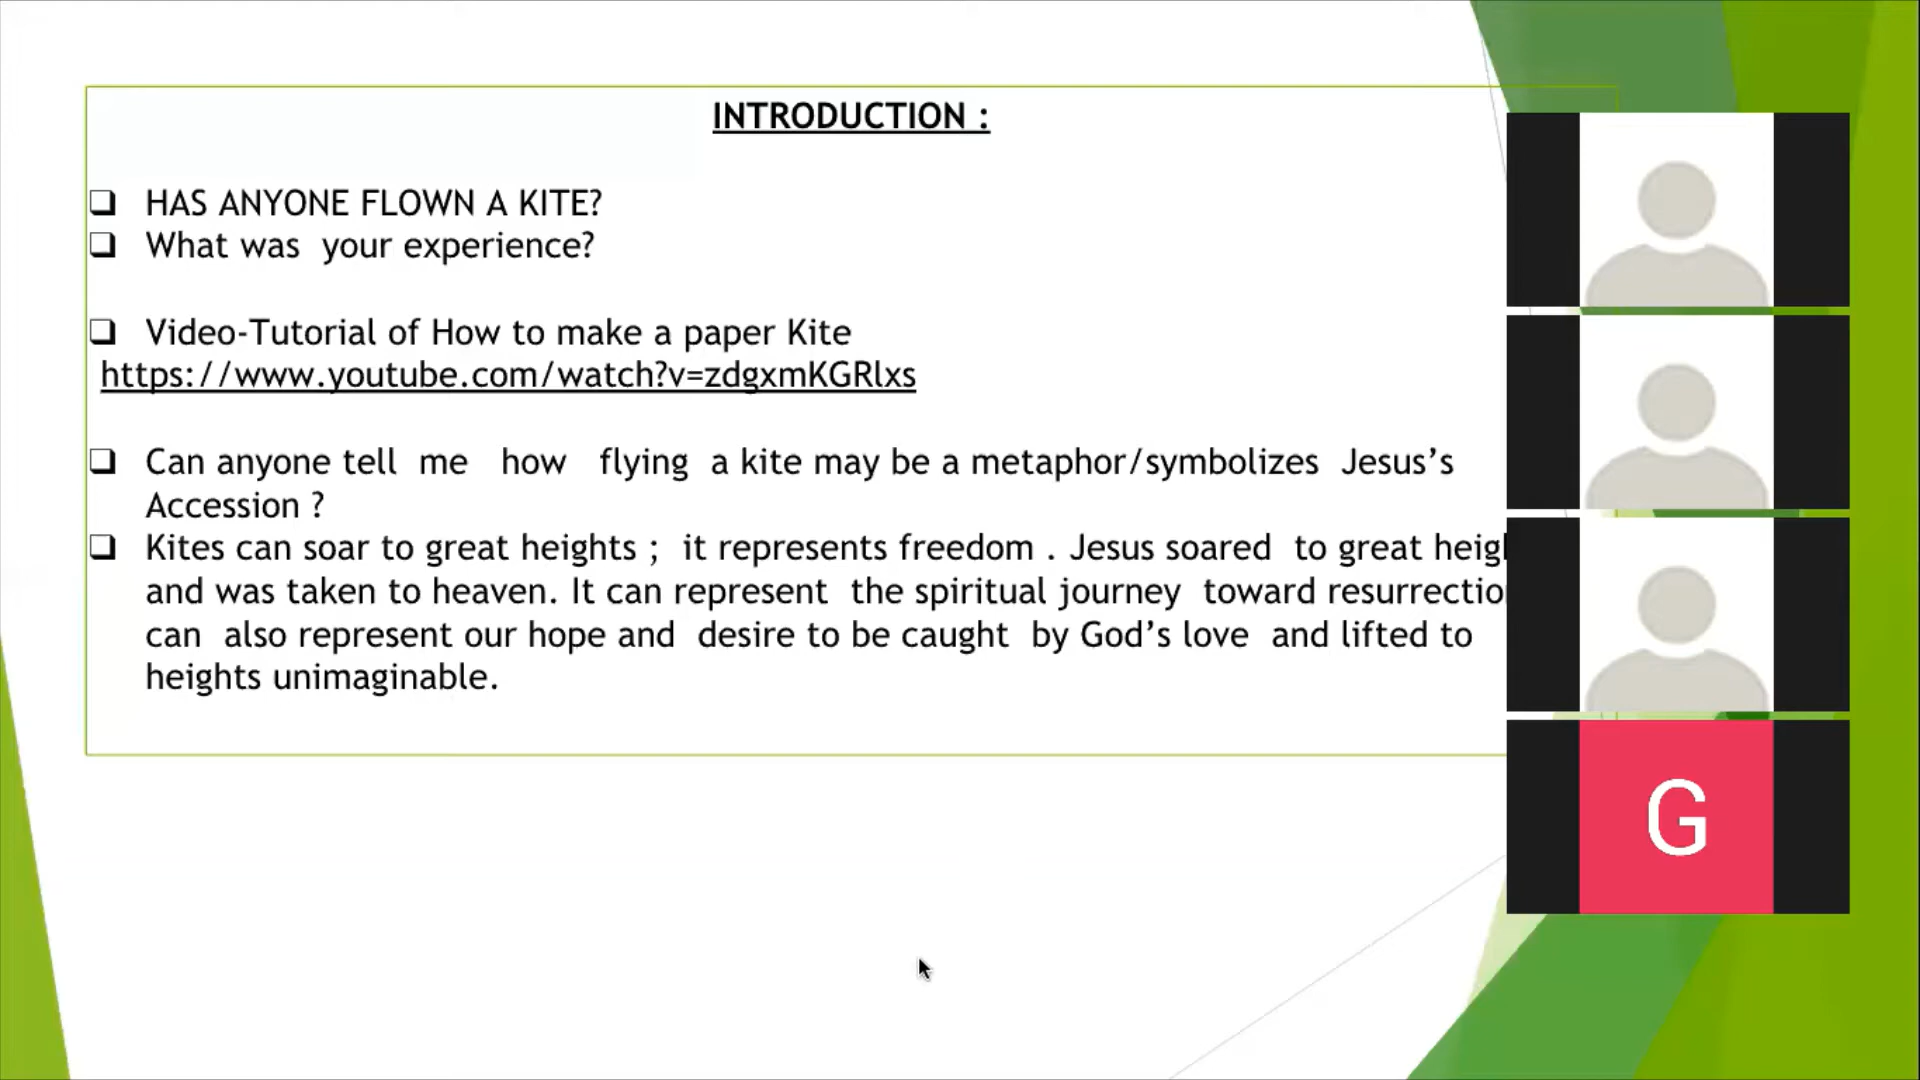 INTRODUCTION :
HAS ANYONE FLOWN A KITE?
What was your experience?
Video-Tutorial of How to make a paper Kite
https://www.youtube.com/watch?v=zdgxmKGRlxs
Can anyone tell me how flying a kite may be a metaphor/symbolizes Jesus’s
Accession ?
Kites can soar to great heights ; it represents freedom . Jesus soared to great
and was taken to heaven. It can represent the spiritual journey toward
can also represent our hope and desire to be caught by God’s love and lifted to
heights unimaginable.
G